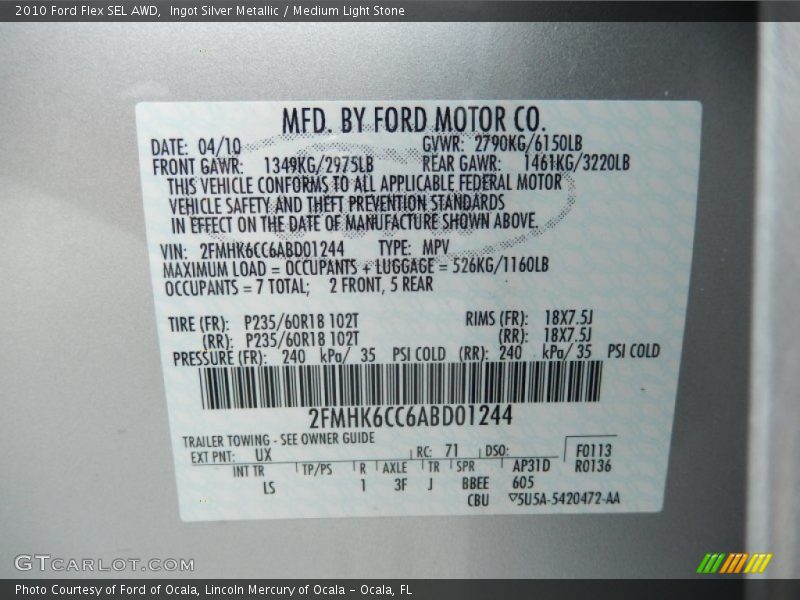 2010 Ford Flex SEL AWD,  Ingot Silver Metallic / Medium Light Stone
MFD. BY FORD MOTOR CO.
DATE: 04/10 GVWR: 2790KG/6150LB
FRONT GAWR: 1349KG/2975LB REAR GAWR: 1461KG/3220LB
THIS VEHICLE CONFORMS TO ALL APPLICABLE FEDERAL MOTOR
VEHICLE SAFETY AND THEFT PREVENTION STANDARDS
IN EFFECT ON THE DATE OF MANUFACTURE SHOWN ABOVE.
VIN: 2FMHK6CC6ABD01244 TYPE: MPV
MAXIMUM LOAD = OCCUPANTS + LUGGAGE = 526KG/1160LB
OCCUPANTS = 7 TOTAL; 2 FRONT, 5 REAR
TIRE (FR): P235/60R18 102T RIMS (FR): 18X7.5J
(RR): P235/60R18 102T (RR): 18X7.5J
PRESSURE (FR): 240 kPa/ 35 PSI COLD (RR): 240 kPa/ 35 PSI COLD
2FMHK6CC6ABD01244
TRAILER TOWING - SEE OWNER GUIDE
EXT PNT: UX RC: 71 DSO: F0113
INT TR TP/PS R AXLE TR SPR AP31D R0136
LS 1 3F J BBEE 605
CBU ▽5U5A-5420472-AA
GTCARLOT.COM
Photo Courtesy of Ford of Ocala, Lincoln Mercury of Ocala - Ocala, FL